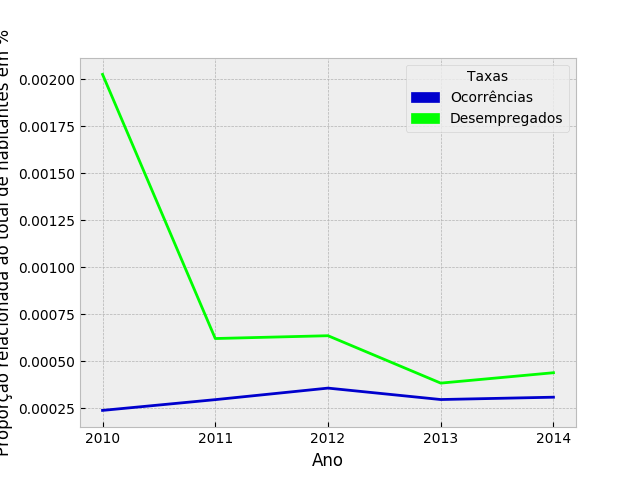 Proporção relacionada ao total de habitantes em %
0.00200
0.00175
0.00150
0.00125
0.00100
0.00075
0.00050
0.00025
Taxas
Ocorrências
Desempregados
2010 2011 2012 2013 2014
Ano